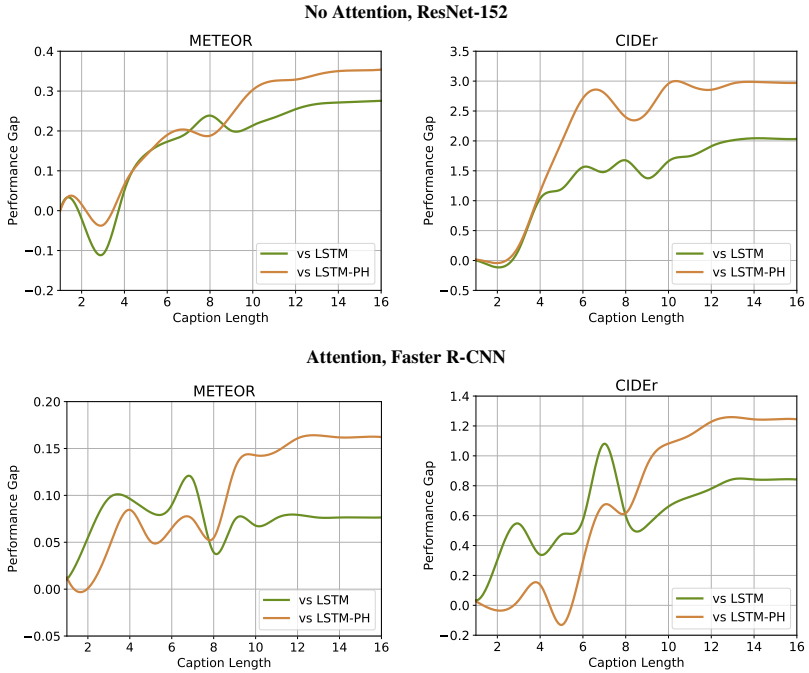 No Attention, ResNet-152
METEOR
0.4
0.3
0.2
0.1
0.0
−0.1
−0.2
Performance Gap
vs LSTM
vs LSTM-PH
2 4 6 8 10 12 14 16
Caption Length
CIDEr
3.5
3.0
2.5
2.0
1.5
1.0
0.5
0.0
−0.5
Performance Gap
vs LSTM
vs LSTM-PH
2 4 6 8 10 12 14 16
Caption Length
Attention, Faster R-CNN
METEOR
0.20
0.15
0.10
0.05
0.00
−0.05
Performance Gap
vs LSTM
vs LSTM-PH
2 4 6 8 10 12 14 16
Caption Length
CIDEr
1.4
1.2
1.0
0.8
0.6
0.4
0.2
0.0
−0.2
Performance Gap
vs LSTM
vs LSTM-PH
2 4 6 8 10 12 14 16
Caption Length